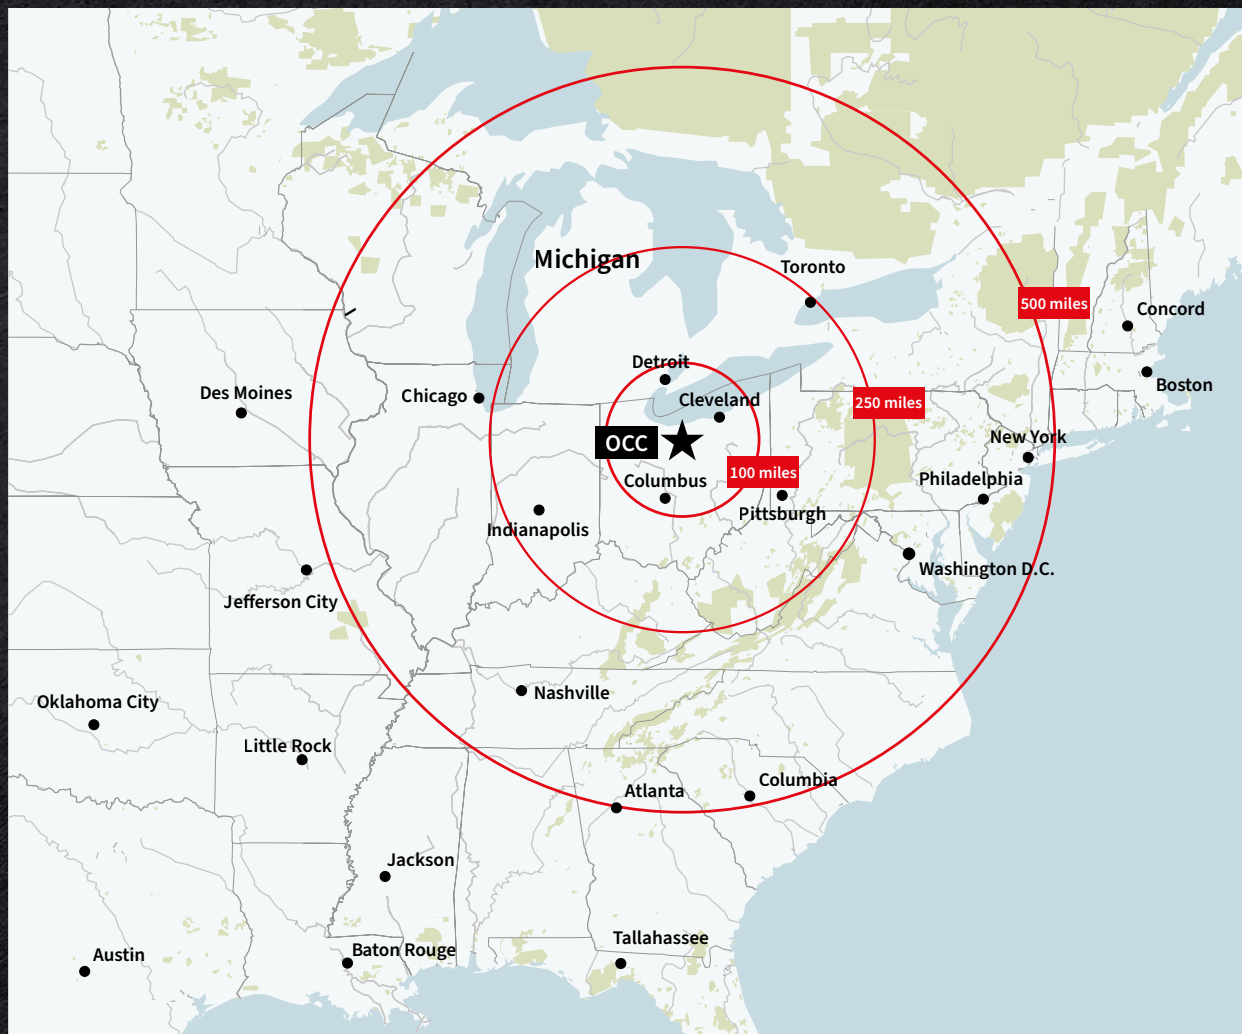 Michigan
Toronto
500 miles
Concord
Detroit
Boston
Des Moines
Chicago
Cleveland
250 miles
OCC
New York
100 miles
Columbus
Philadelphia
Pittsburgh
Indianapolis
Washington D.C.
Jefferson City
Nashville
Oklahoma City
Little Rock
Columbia
Atlanta
Jackson
Tallahassee
Baton Rouge
Austin